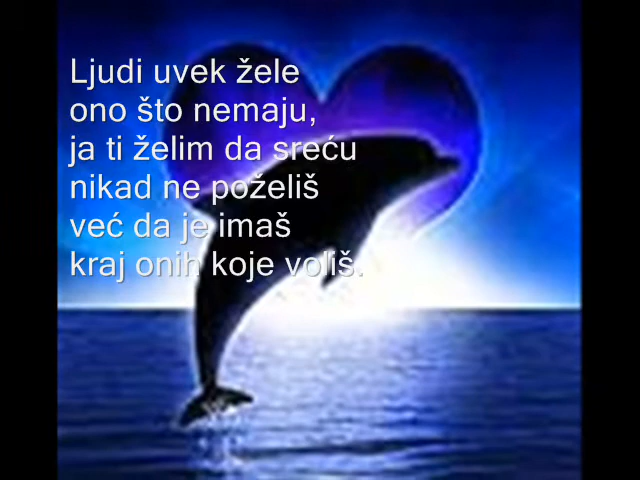 Ljudi uvek žele
ono što nemaju,
ja ti želim da sreću
nikad ne poželiš
već da je imaš
kraj onih koje voliš.